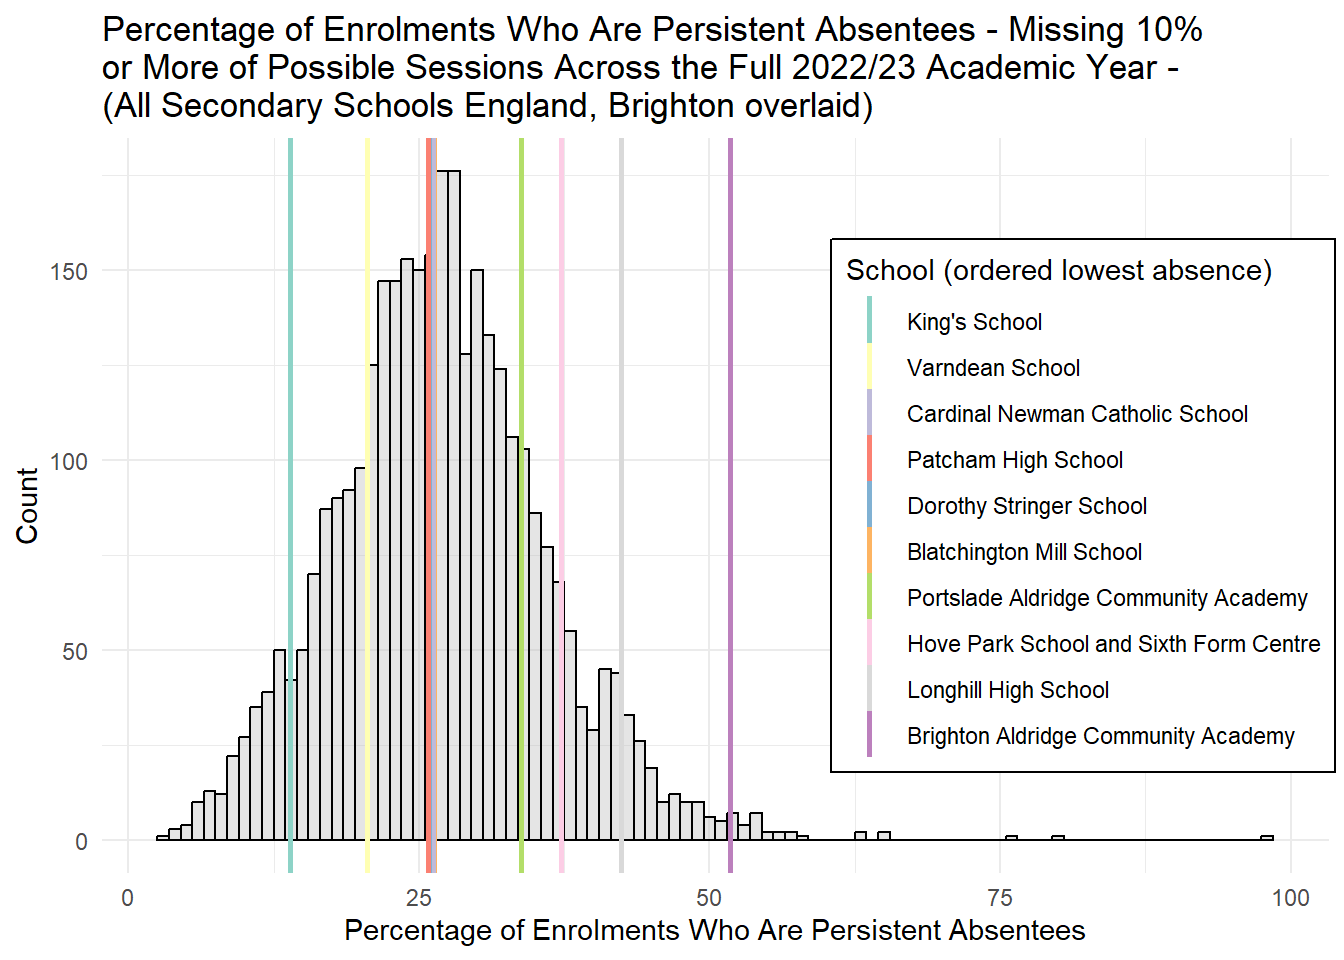 Percentage of Enrolments Who Are Persistent Absentees - Missing 10%
or More of Possible Sessions Across the Full 2022/23 Academic Year -
(All Secondary Schools England, Brighton overlaid)
150
100
50
0
Count
School (ordered lowest absence)
King's School
Varndean School
Cardinal Newman Catholic School
Patcham High School
Dorothy Stringer School
Blatchington Mill School
Portslade Aldridge Community Academy
Hove Park School and Sixth Form Centre
Longhill High School
Brighton Aldridge Community Academy
0 25 50 75 100
Percentage of Enrolments Who Are Persistent Absentees